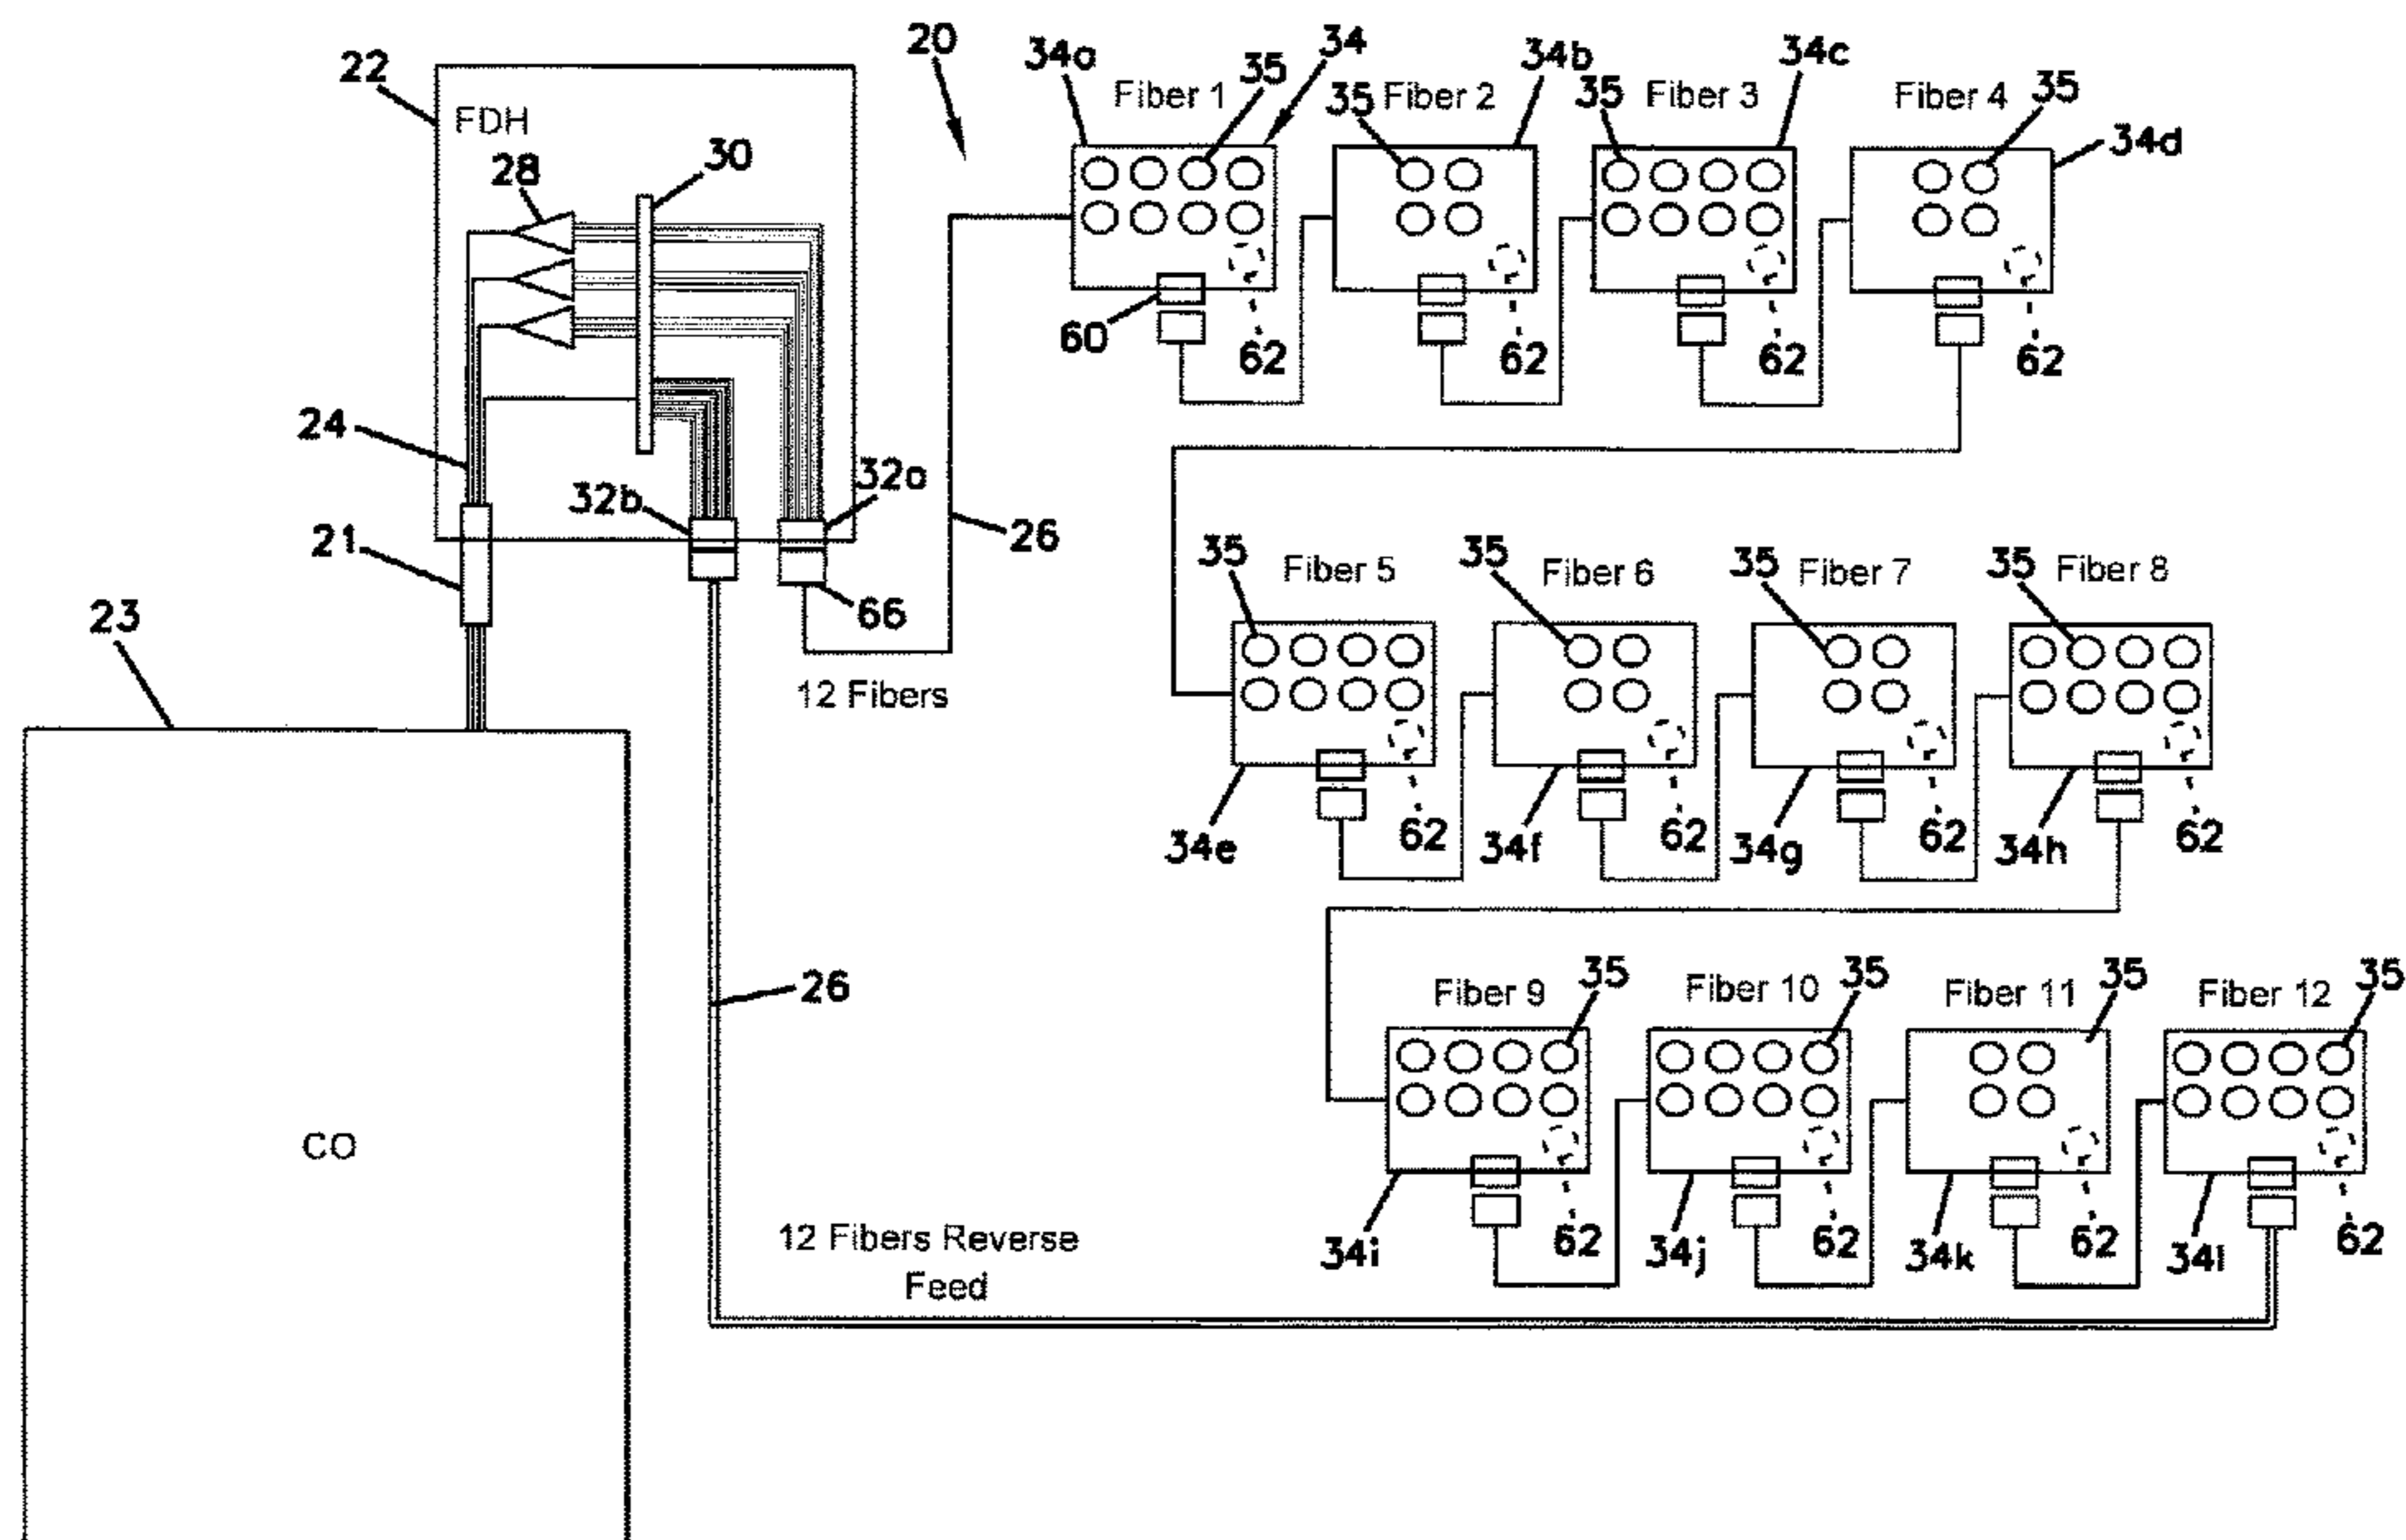 20
34a
Fiber 1
35
34
35
Fiber 2
34b
35
Fiber 3
34c
Fiber 4
35
34d
22
FDH
28
30
60
62
62
62
62
24
32b
32a
21
26
66
12 Fibers
35
Fiber 5
35
Fiber 6
35
Fiber 7
35
Fiber 8
34e
62
34f
62
34g
62
34h
62
23
CO
26
12 Fibers Reverse
Feed
Fiber 9
35
Fiber 10
35
Fiber 11
35
Fiber 12
35
34i
62
34j
62
34k
62
34l
62